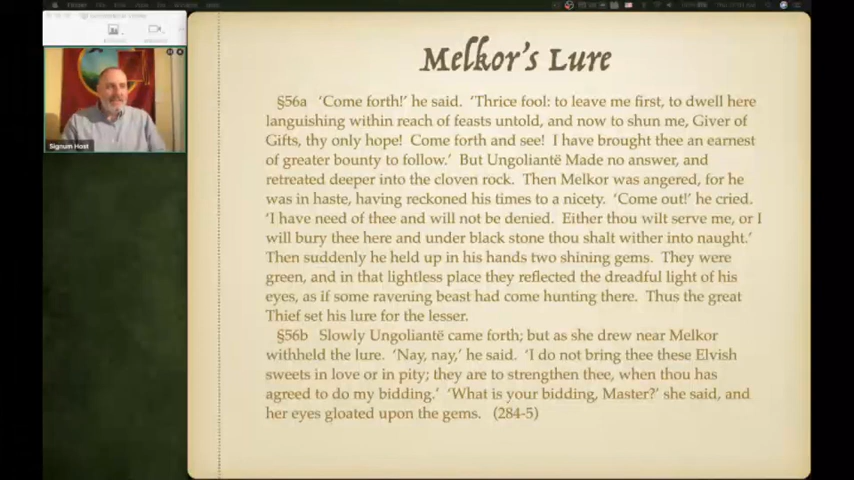 Melkor's Lure
§56a 'Come forth!' he said. 'Thrice fool: to leave me first, to dwell here
languishing within reach of feasts untold, and now to shun me, Giver of
Gifts, thy only hope! Come forth and see! I have brought thee an earnest
of greater bounty to follow.' But Ungoliantë Made no answer, and
retreated deeper into the cloven rock. Then Melkor was angered, for he
was in haste, having reckoned his times to a nicety. 'Come out!' he cried.
'I have need of thee and will not be denied. Either thou wilt serve me, or I
will bury thee here and under black stone thou shalt wither into naught.'
Then suddenly he held up in his hands two shining gems. They were
green, and in that lightless place they reflected the dreadful light of his
eyes, as if some ravening beast had come hunting there. Thus the great
Thief set his lure for the lesser.
§56b Slowly Ungoliantë came forth; but as she drew near Melkor
withheld the lure. 'Nay, nay,' he said. 'I do not bring thee these Elvish
sweets in love or in pity; they are to strengthen thee, when thou has
agreed to do my bidding.' 'What is your bidding, Master?' she said, and
her eyes gloated upon the gems. (284-5)
Signum Host